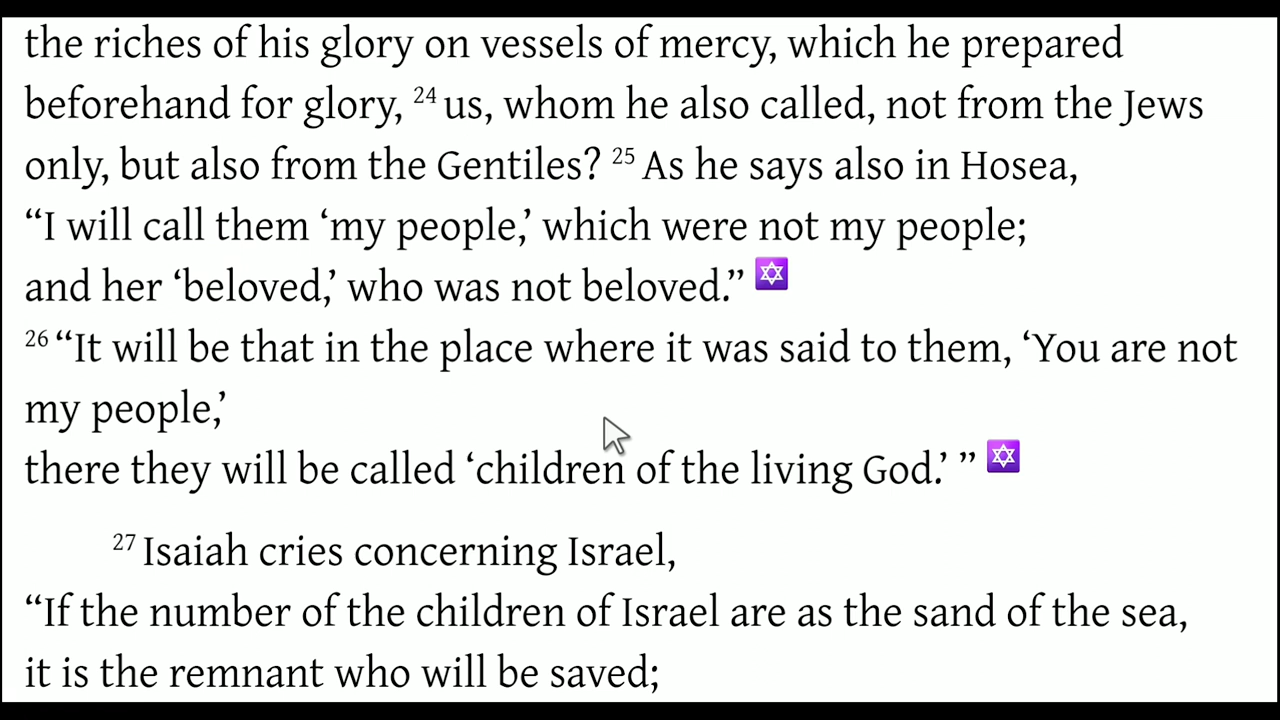 the riches of his glory on vessels of mercy, which he prepared
beforehand for glory, 24 us, whom he also called, not from the Jews
only, but also from the Gentiles? 25 As he says also in Hosea,
“I will call them ‘my people,’ which were not my people;
and her ‘beloved,’ who was not beloved.” ✡
26 “It will be that in the place where it was said to them, ‘You are not
my people,’
there they will be called ‘children of the living God.’ ” ✡
27 Isaiah cries concerning Israel,
“If the number of the children of Israel are as the sand of the sea,
it is the remnant who will be saved;